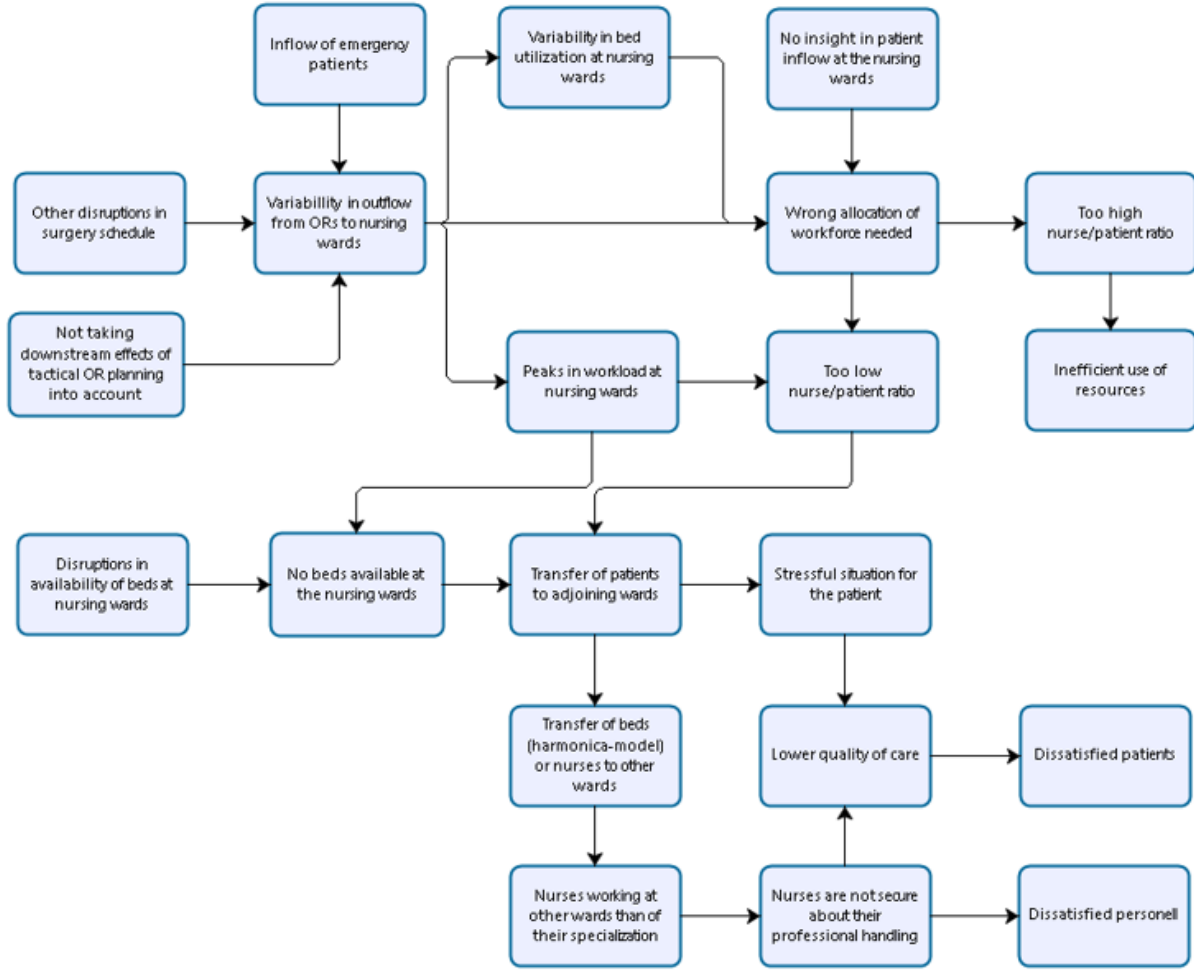 Inflow of emergency
patients
Variability in bed
utilization at nursing
wards
No insight in patient
inflow at the nursing
wards
Other disruptions in
surgery schedule
Variabillity in outflow
from ORs to nursing
wards
Wrong allocation of
workforce needed
Too high
nurse/patient ratio
Not taking
downstream effects of
tactical OR planning
into account
Peaks in workload at
nursing wards
Too low
nurse/patient ratio
Inefficient use of
resources
Disruptions in
availability of beds at
nursing wards
No beds available at
the nursing wards
Transfer of patients
to adjoining wards
Stressful situation for
the patient
Transfer of beds
(harmonica-model)
or nurses to other
wards
Lower quality of care
Dissatisfied patients
Nurses working at
other wards than of
their specialization
Nurses are not secure
about their
professional handling
Dissatisfied personell